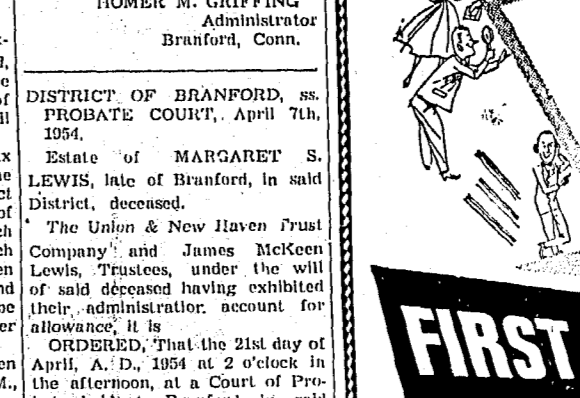 HOMER M. GRIFFING
Administrator
Branford, Conn.
DISTRICT OF BRANFORD, ss.
PROBATE COURT, April 7th,
1954.
Estate of MARGARET S.
LEWIS, late of Branford, in said
District, deceased.
The Union & New Haven Trust
Company and James McKeen
Lewis, Trustees, under the will
of said deceased having exhibited
their administration account for
allowance, it is
ORDERED, That the 21st day of
April, A. D., 1954 at 2 o'clock in
the afternoon, at a Court of Pro-
FIRST